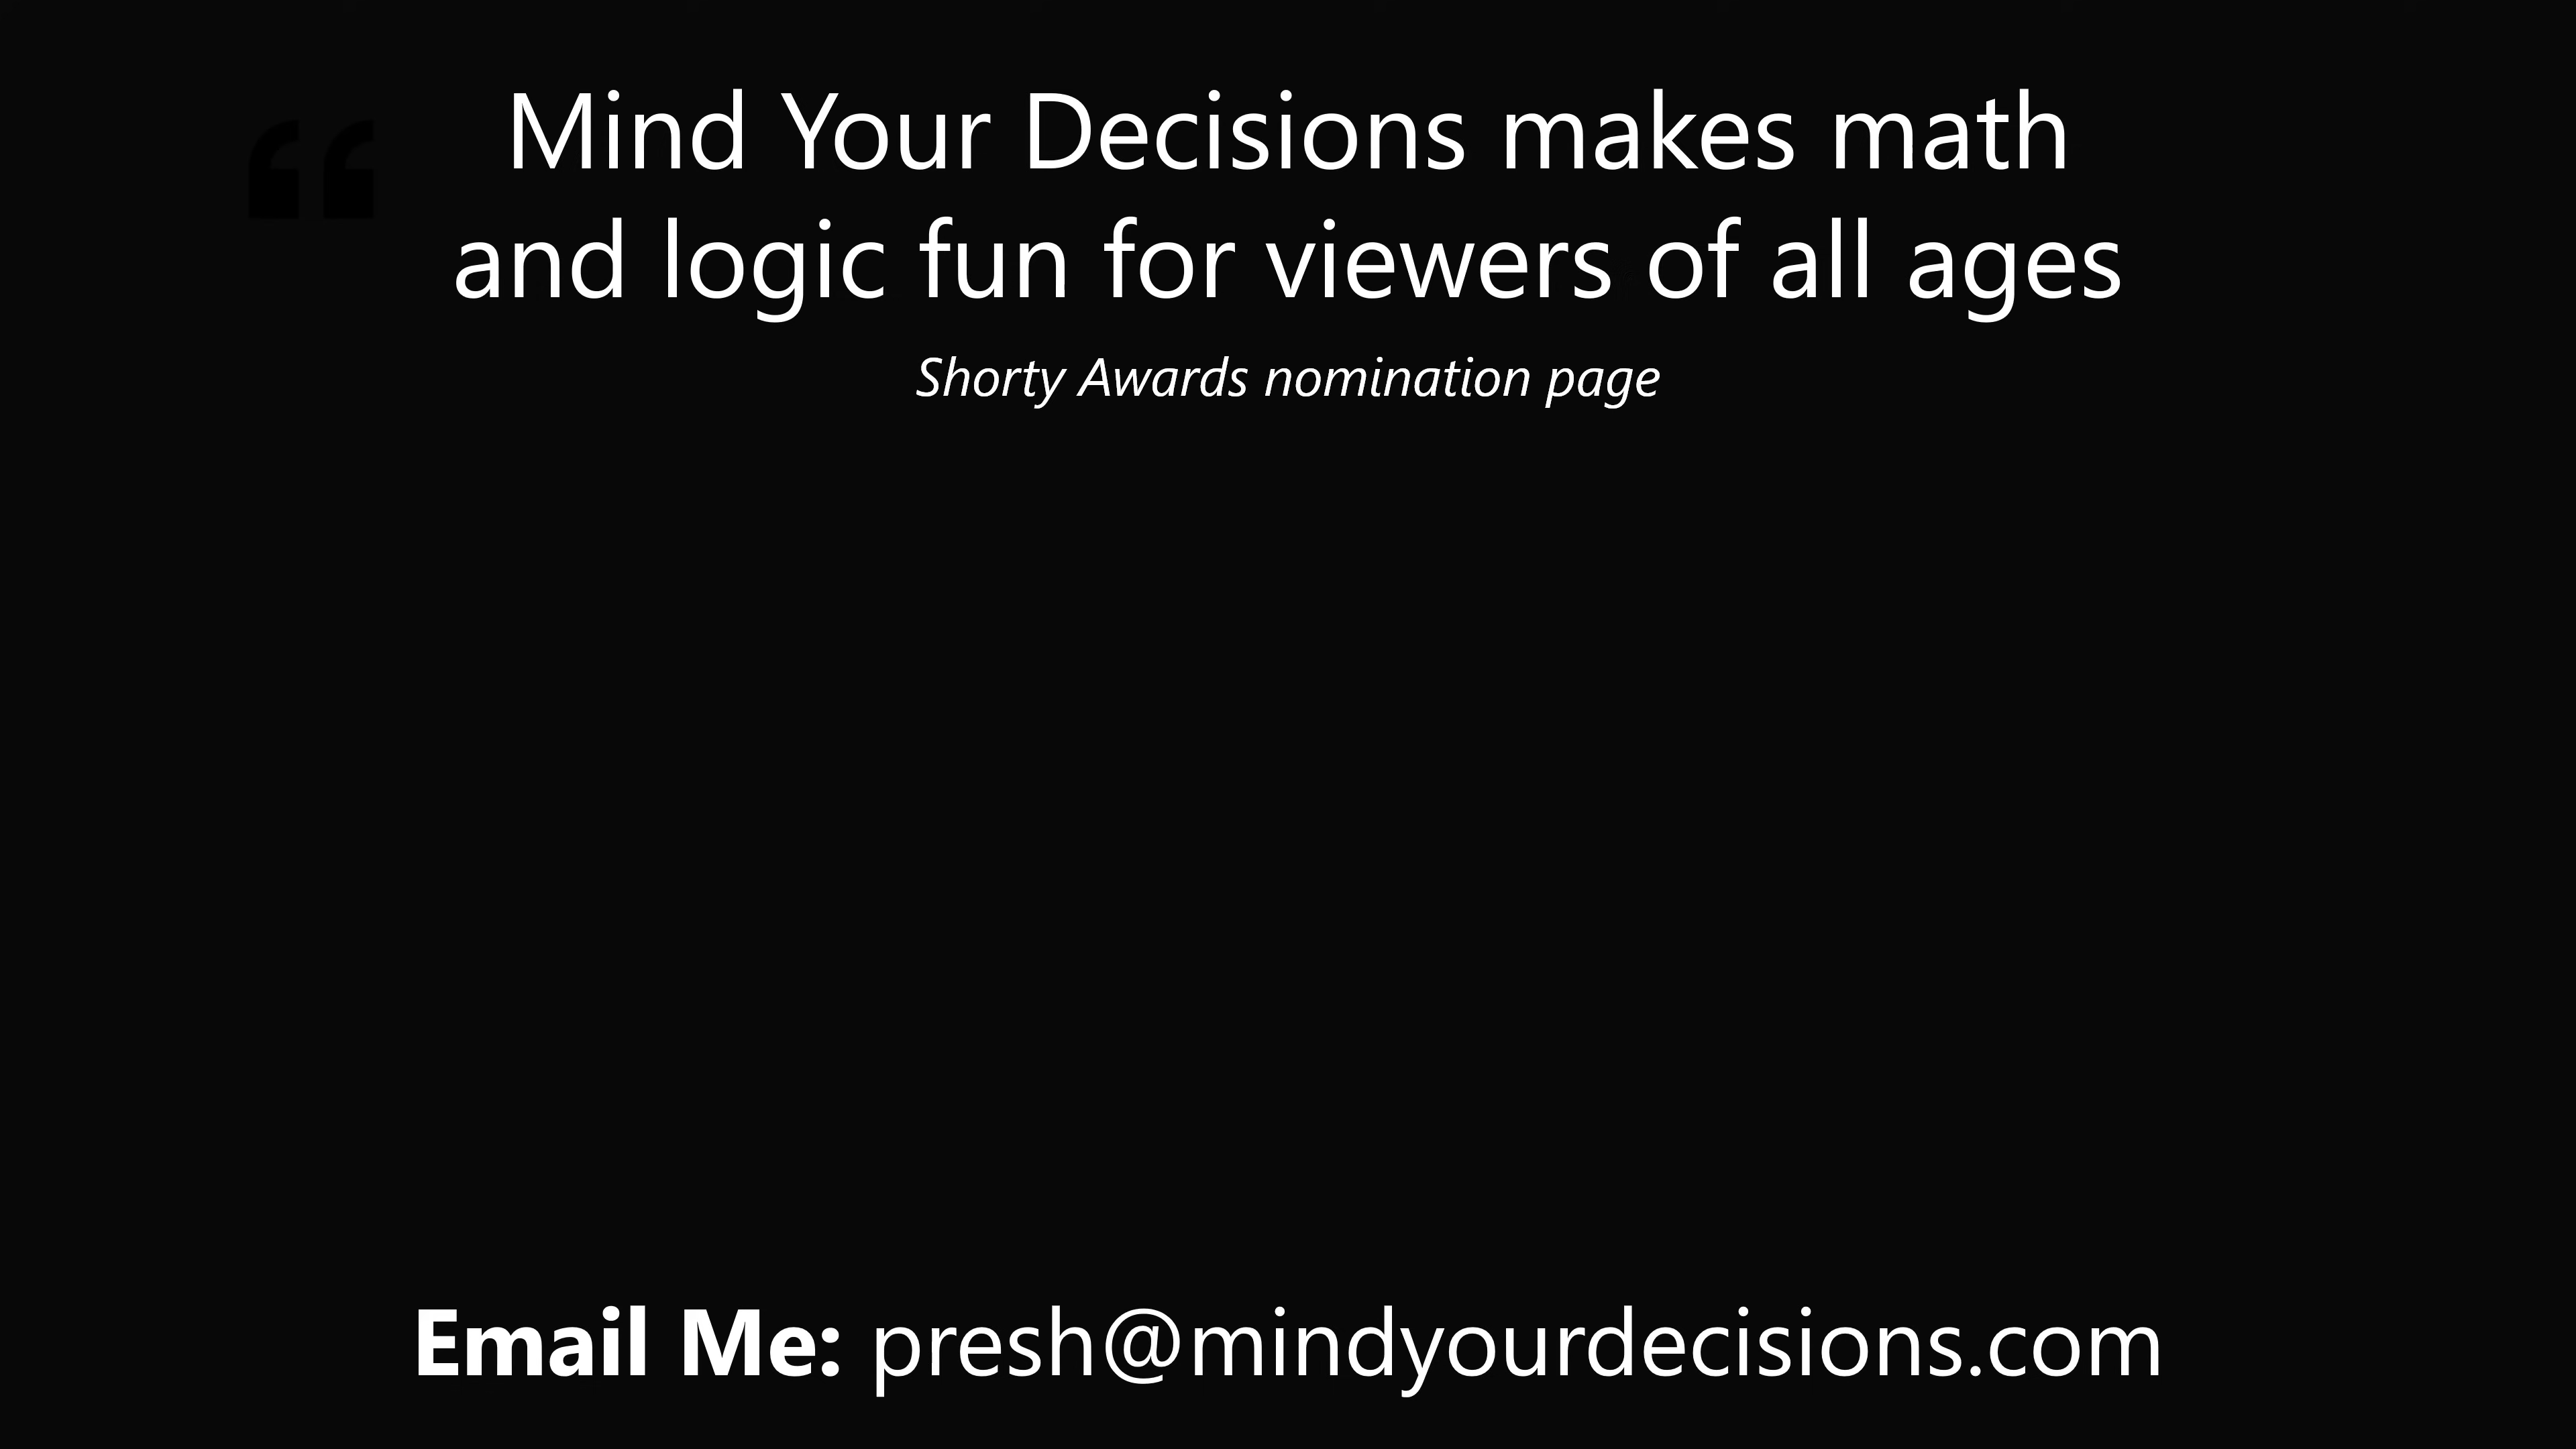 “ Mind Your Decisions makes math
and logic fun for viewers of all ages
Shorty Awards nomination page
Email Me: presh@mindyourdecisions.com